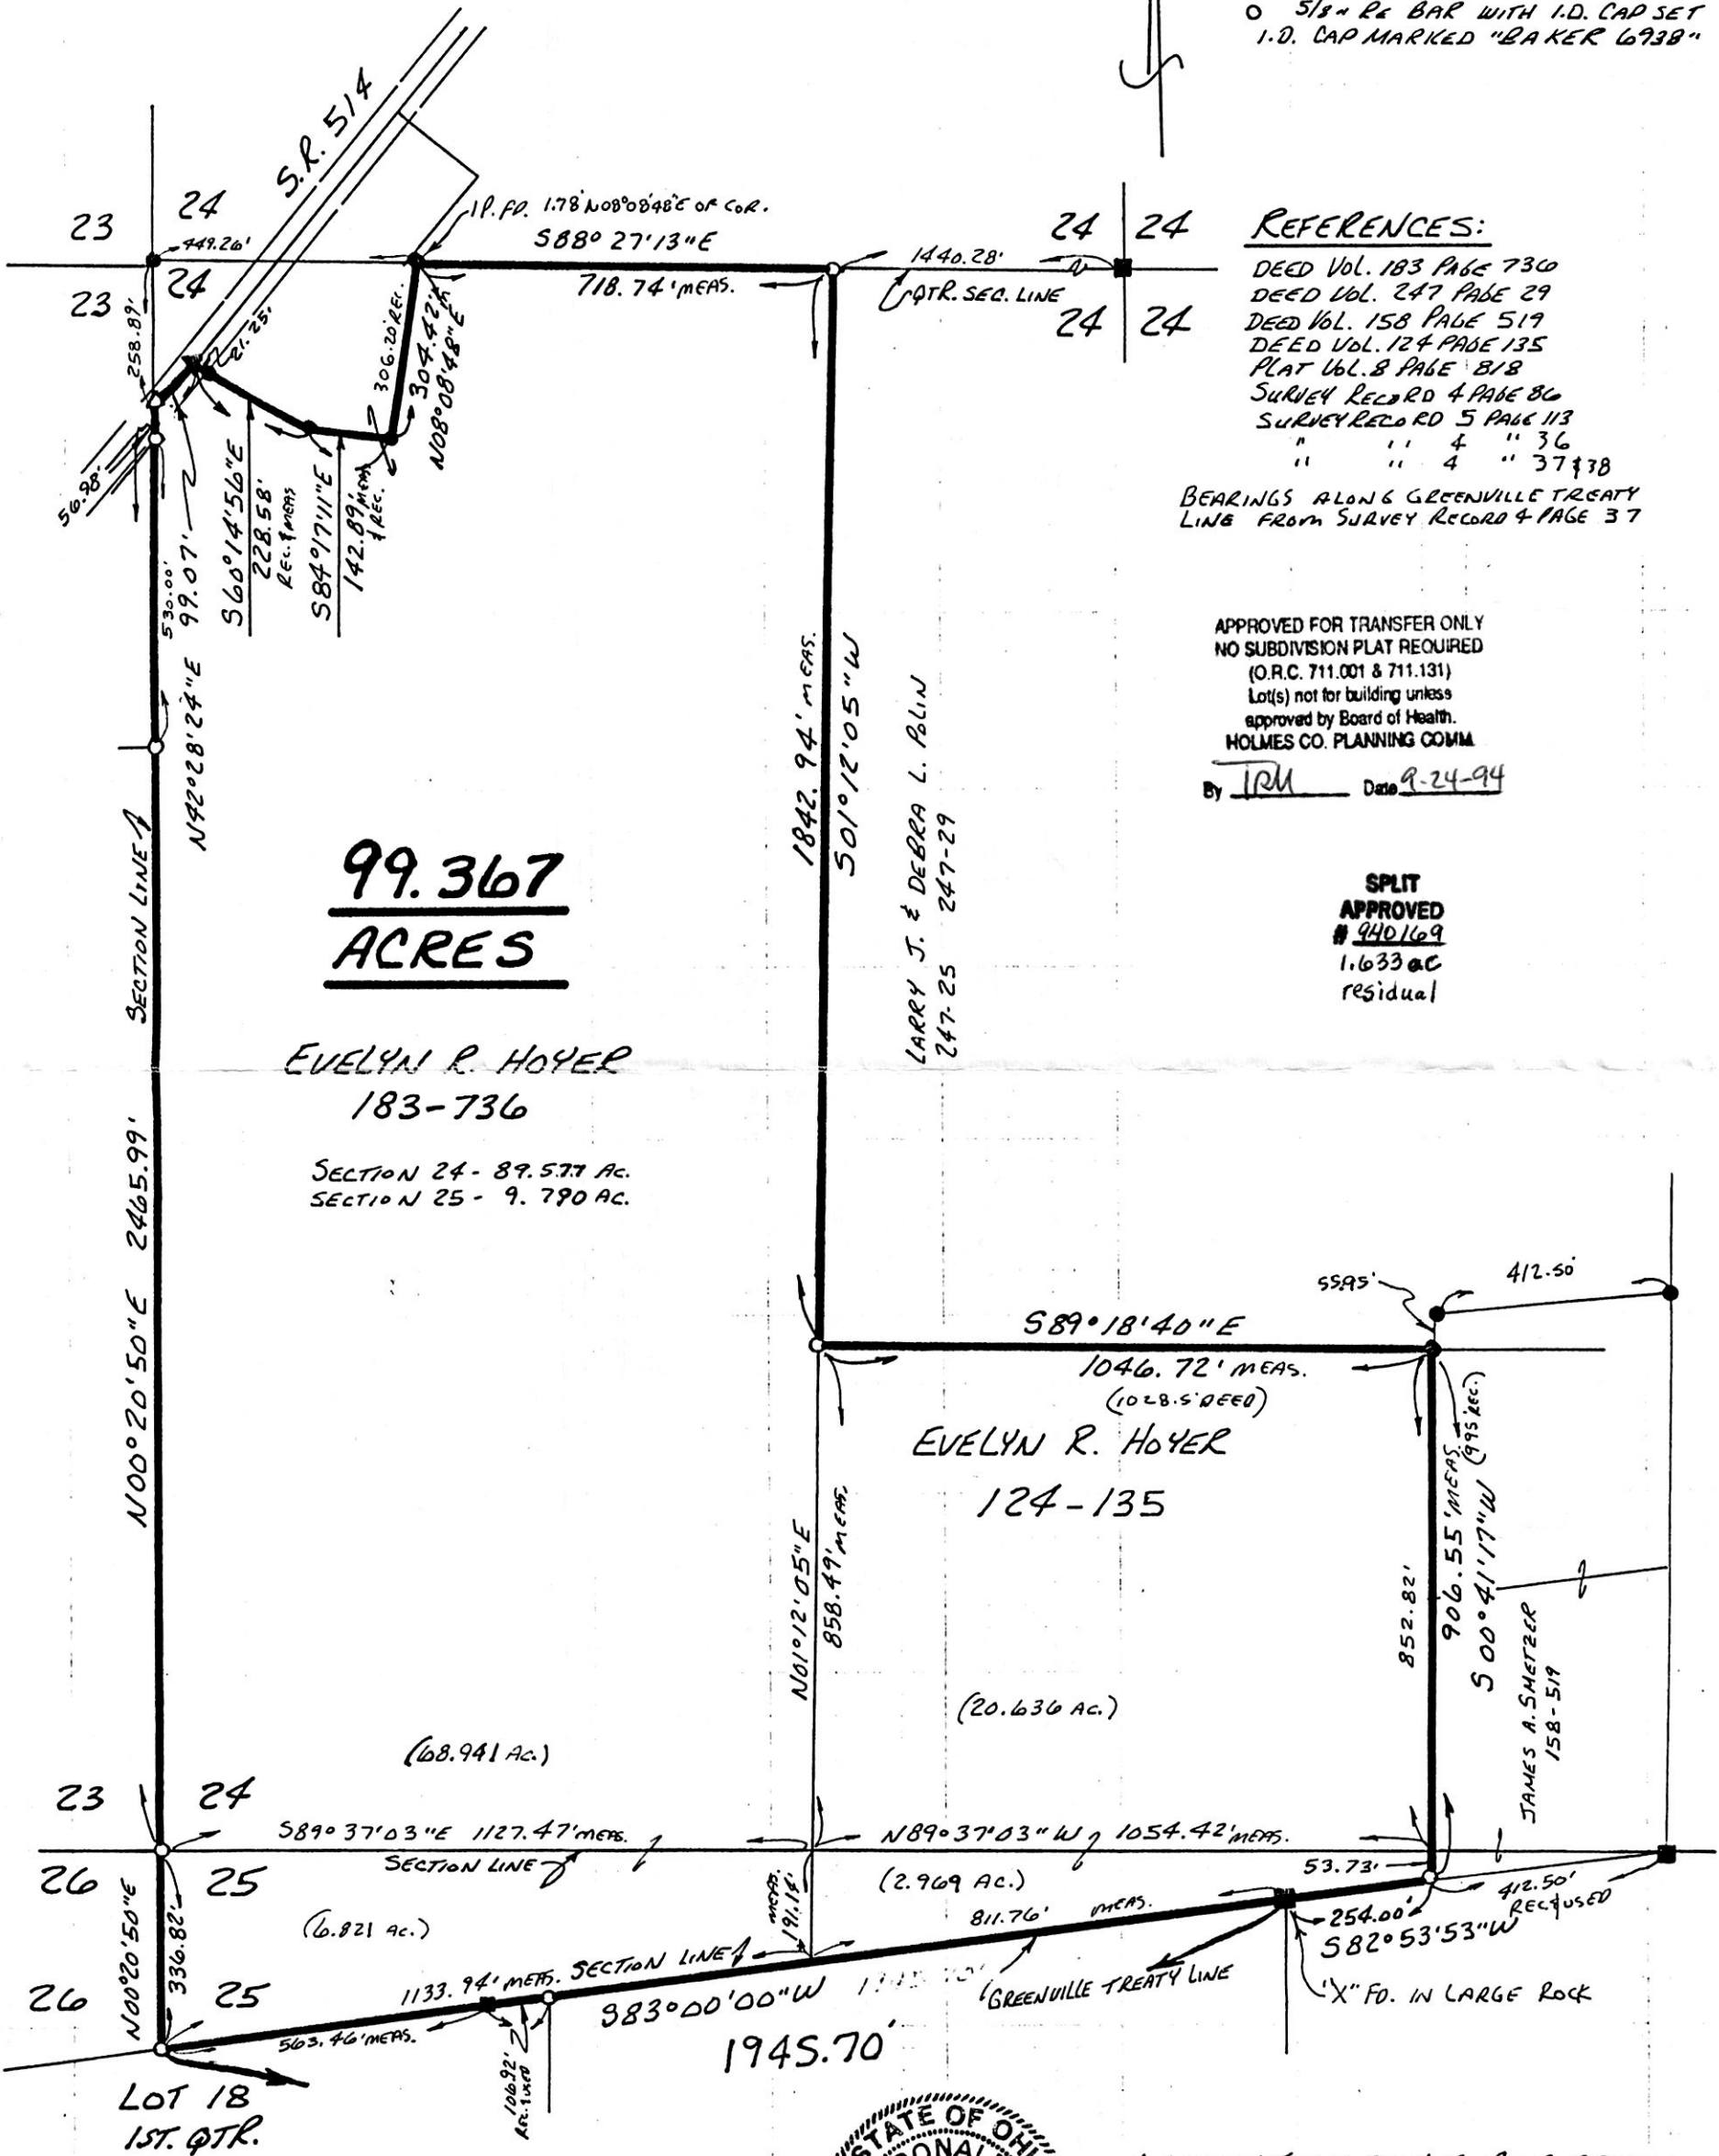 O 5/8" RE BAR WITH I.D. CAP SET
I.D. CAP MARKED "BAKER 6938"
S.R. 514
23 24
23 24
449.26'
I.P. FD. 1.78' N08°08'48"E OF COR.
S88° 27'13"E
718.74' MEAS.
1440.28'
QTR. SEC. LINE
24 24
24 24
REFERENCES:
DEED VOL. 183 PAGE 736
DEED VOL. 247 PAGE 29
DEED VOL. 158 PAGE 519
DEED VOL. 124 PAGE 135
PLAT VOL. 8 PAGE 818
SURVEY RECORD 4 PAGE 86
SURVEY RECORD 5 PAGE 113
" " 4 " 36
" " 4 " 37 & 38
BEARINGS ALONG GREENVILLE TREATY
LINE FROM SURVEY RECORD 4 PAGE 37
258.89'
21.25'
306.20' REC.
304.42' M
N08°08'48"E
56.98'
530.00'
99.07'
N42°28'24"E
S60°14'56"E
228.58'
REC. & MEAS
S84°17'11"E
142.89' MEAS
& REC.
APPROVED FOR TRANSFER ONLY
NO SUBDIVISION PLAT REQUIRED
(O.R.C. 711.001 & 711.131)
Lot(s) not for building unless
approved by Board of Health.
HOLMES CO. PLANNING COMM.
By Date 9-24-94
SPLIT
APPROVED
# 940169
1.633 ac
residual
1842.94' MEAS.
S01°12'05"W
LARRY J. & DEBRA L. POLIN
247-25 247-29
99.367
ACRES
EVELYN R. HOYER
183-736
SECTION 24 - 89.577 AC.
SECTION 25 - 9.790 AC.
SECTION LINE
N00°20'50"E 2465.99'
S89°18'40"E
1046.72' MEAS.
(1028.5' DEED)
55.95'
412.50'
EVELYN R. HOYER
124-135
N01°12'05"E
858.49' MEAS.
852.82'
906.55' MEAS. (995' REC.)
S00°41'17"W
JAMES A. SMETZER
158-519
(20.636 AC.)
(68.941 AC.)
23 24
S89°37'03"E 1127.47' MEAS.
SECTION LINE
N89°37'03"W 1054.42' MEAS.
26 25
(2.969 AC.)
53.73'
412.50'
REC & USED
(6.821 AC.)
MEAS.
191.14'
811.76' MEAS.
254.00'
S82°53'53"W
N00°20'50"E
336.82'
26 25
1133.94' MEAS. SECTION LINE
S83°00'00"W
GREENVILLE TREATY LINE
"X" FD. IN LARGE ROCK
563.46' MEAS.
106.92'
REC. & USED
1945.70'
LOT 18
1ST. QTR.
STATE OF OHI